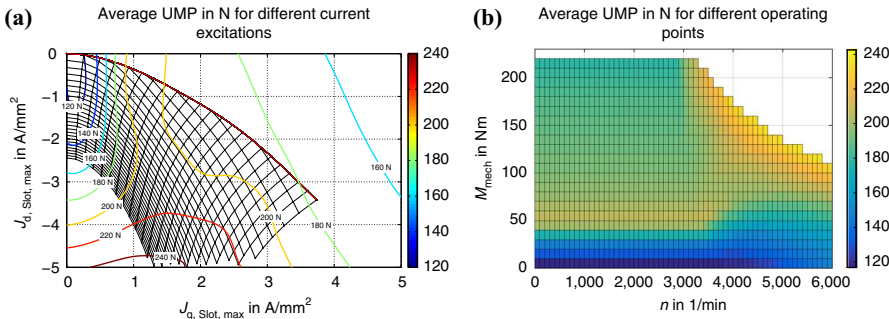 (a)
Average UMP in N for different current
excitations
0
−1
−2
−3
−4
−5
J d, Slot, max in A/mm²
0 1 2 3 4 5
J q, Slot, max in A/mm²
120 N
140 N
160 N
180 N
200 N
220 N
240 N
200 N
180 N
160 N
240
220
200
180
160
140
120
(b)
Average UMP in N for different operating
points
200
150
100
50
0
M mech in Nm
0 1,000 2,000 3,000 4,000 5,000 6,000
n in 1/min
240
220
200
180
160
140
120